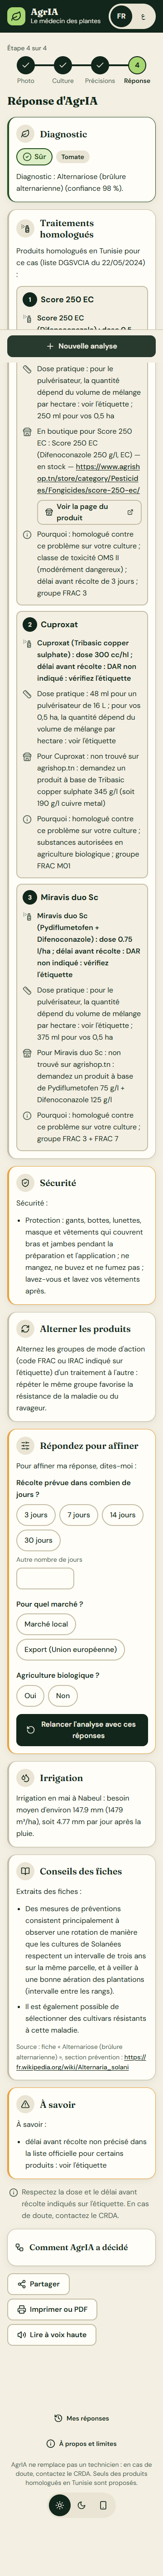 AgrIA
Le médecin des plantes
FR
ع
Étape 4 sur 4
4
Photo
Culture
Précisions
Réponse
Réponse d'AgrIA
Diagnostic
Sûr
Tomate
Diagnostic : Alternariose (brûlure
alternarienne) (confiance 98 %).
Traitements
homologués
Produits homologués en Tunisie pour
ce cas (liste DGSVCIA du 22/05/2024)
:
1
Score 250 EC
Score 250 EC
Nouvelle analyse
Dose pratique : pour le
pulvérisateur, la quantité
dépend du volume de mélange
par hectare : voir l'étiquette ;
250 ml pour vos 0,5 ha
En boutique pour Score 250
EC : Score 250 EC
(Difenoconazole 250 g/l, EC) —
en stock — https://www.agrish
op.tn/store/category/Pesticid
es/Fongicides/score-250-ec/
Voir la page du
produit
Pourquoi : homologué contre
ce problème sur votre culture ;
classe de toxicité OMS II
(modérément dangereux) ;
délai avant récolte de 3 jours ;
groupe FRAC 3
2
Cuproxat
Cuproxat (Tribasic copper
sulphate) : dose 300 cc/hl ;
délai avant récolte : DAR non
indiqué : vérifiez l'étiquette
Dose pratique : 48 ml pour un
pulvérisateur de 16 L ; pour vos
0,5 ha, la quantité dépend du
volume de mélange par
hectare : voir l'étiquette
Pour Cuproxat : non trouvé sur
agrishop.tn : demandez un
produit à base de Tribasic
copper sulphate 345 g/l (soit
190 g/l cuivre metal)
Pourquoi : homologué contre
ce problème sur votre culture ;
substances autorisées en
agriculture biologique ; groupe
FRAC M01
3
Miravis duo Sc
Miravis duo Sc
(Pydiflumetofen +
Difenoconazole) : dose 0.75
l/ha ; délai avant récolte : DAR
non indiqué : vérifiez
l'étiquette
Dose pratique : pour le
pulvérisateur, la quantité
dépend du volume de mélange
par hectare : voir l'étiquette ;
375 ml pour vos 0,5 ha
Pour Miravis duo Sc : non
trouvé sur agrishop.tn :
demandez un produit à base
de Pydiflumetofen 75 g/l +
Difenoconazole 125 g/l
Pourquoi : homologué contre
ce problème sur votre culture ;
groupe FRAC 3 + FRAC 7
Sécurité
Sécurité :
• Protection : gants, bottes, lunettes,
masque et vêtements qui couvrent
bras et jambes pendant la
préparation et l'application ; ne
mangez, ne buvez et ne fumez pas ;
lavez-vous et lavez vos vêtements
après.
Alterner les produits
Alternez les groupes de mode d'action
(code FRAC ou IRAC indiqué sur
l'étiquette) d'un traitement à l'autre :
répéter le même groupe favorise la
résistance de la maladie ou du
ravageur.
Répondez pour affiner
Pour affiner ma réponse, dites-moi :
Récolte prévue dans combien de
jours ?
3 jours
7 jours
14 jours
30 jours
Autre nombre de jours
Pour quel marché ?
Marché local
Export (Union européenne)
Agriculture biologique ?
Oui
Non
Relancer l'analyse avec ces
réponses
Irrigation
Irrigation en mai à Nabeul : besoin
moyen d'environ 147.9 mm (1479
m³/ha), soit 4.77 mm par jour après la
pluie.
Conseils des fiches
Extraits des fiches :
• Des mesures de préventions
consistent principalement à
observer une rotation de manière
que les cultures de Solanées
respectent un intervalle de trois ans
sur la même parcelle, et à veiller à
une bonne aération des plantations
(intervalle entre les rangs).
• Il est également possible de
sélectionner des cultivars résistants
à cette maladie.
Source : fiche « Alternariose (brûlure
alternarienne) », section prévention : https://
fr.wikipedia.org/wiki/Alternaria_solani
À savoir
À savoir :
• délai avant récolte non précisé dans
la liste officielle pour certains
produits : voir l'étiquette
Respectez la dose et le délai avant
récolte indiqués sur l'étiquette. En cas
de doute, contactez le CRDA.
Comment AgrIA a décidé
Partager
Imprimer ou PDF
Lire à voix haute
Mes réponses
À propos et limites
AgrIA ne remplace pas un technicien : en cas de
doute, contactez le CRDA. Seuls des produits
homologués en Tunisie sont proposés.